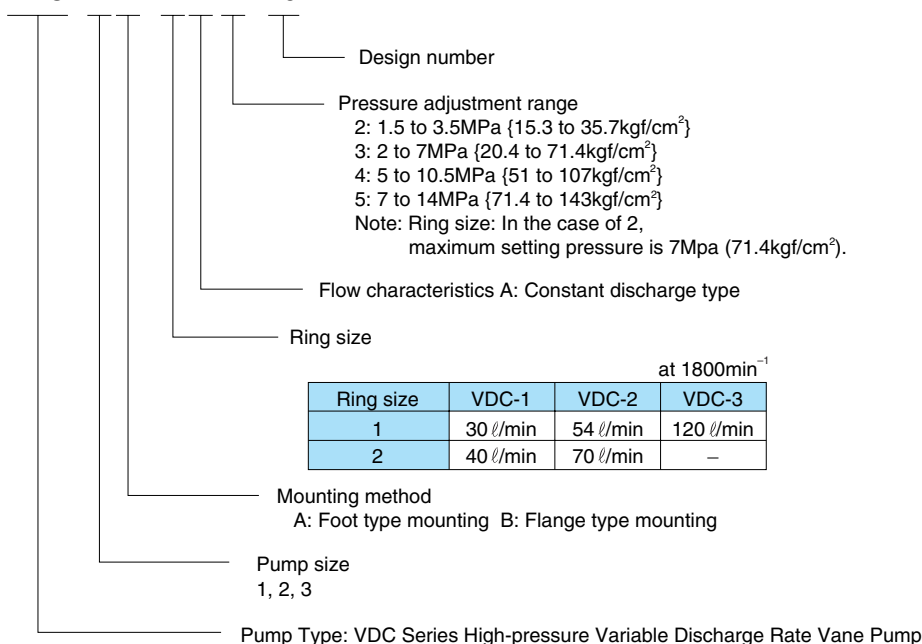 Design number
Pressure adjustment range
2: 1.5 to 3.5MPa {15.3 to 35.7kgf/cm²}
3: 2 to 7MPa {20.4 to 71.4kgf/cm²}
4: 5 to 10.5MPa {51 to 107kgf/cm²}
5: 7 to 14MPa {71.4 to 143kgf/cm²}
Note: Ring size: In the case of 2,
maximum setting pressure is 7Mpa (71.4kgf/cm²).
Flow characteristics A: Constant discharge type
Ring size
at 1800min⁻¹
Ring size VDC-1 VDC-2 VDC-3
1 30 ℓ/min 54 ℓ/min 120 ℓ/min
2 40 ℓ/min 70 ℓ/min –
Mounting method
A: Foot type mounting B: Flange type mounting
Pump size
1, 2, 3
Pump Type: VDC Series High-pressure Variable Discharge Rate Vane Pump